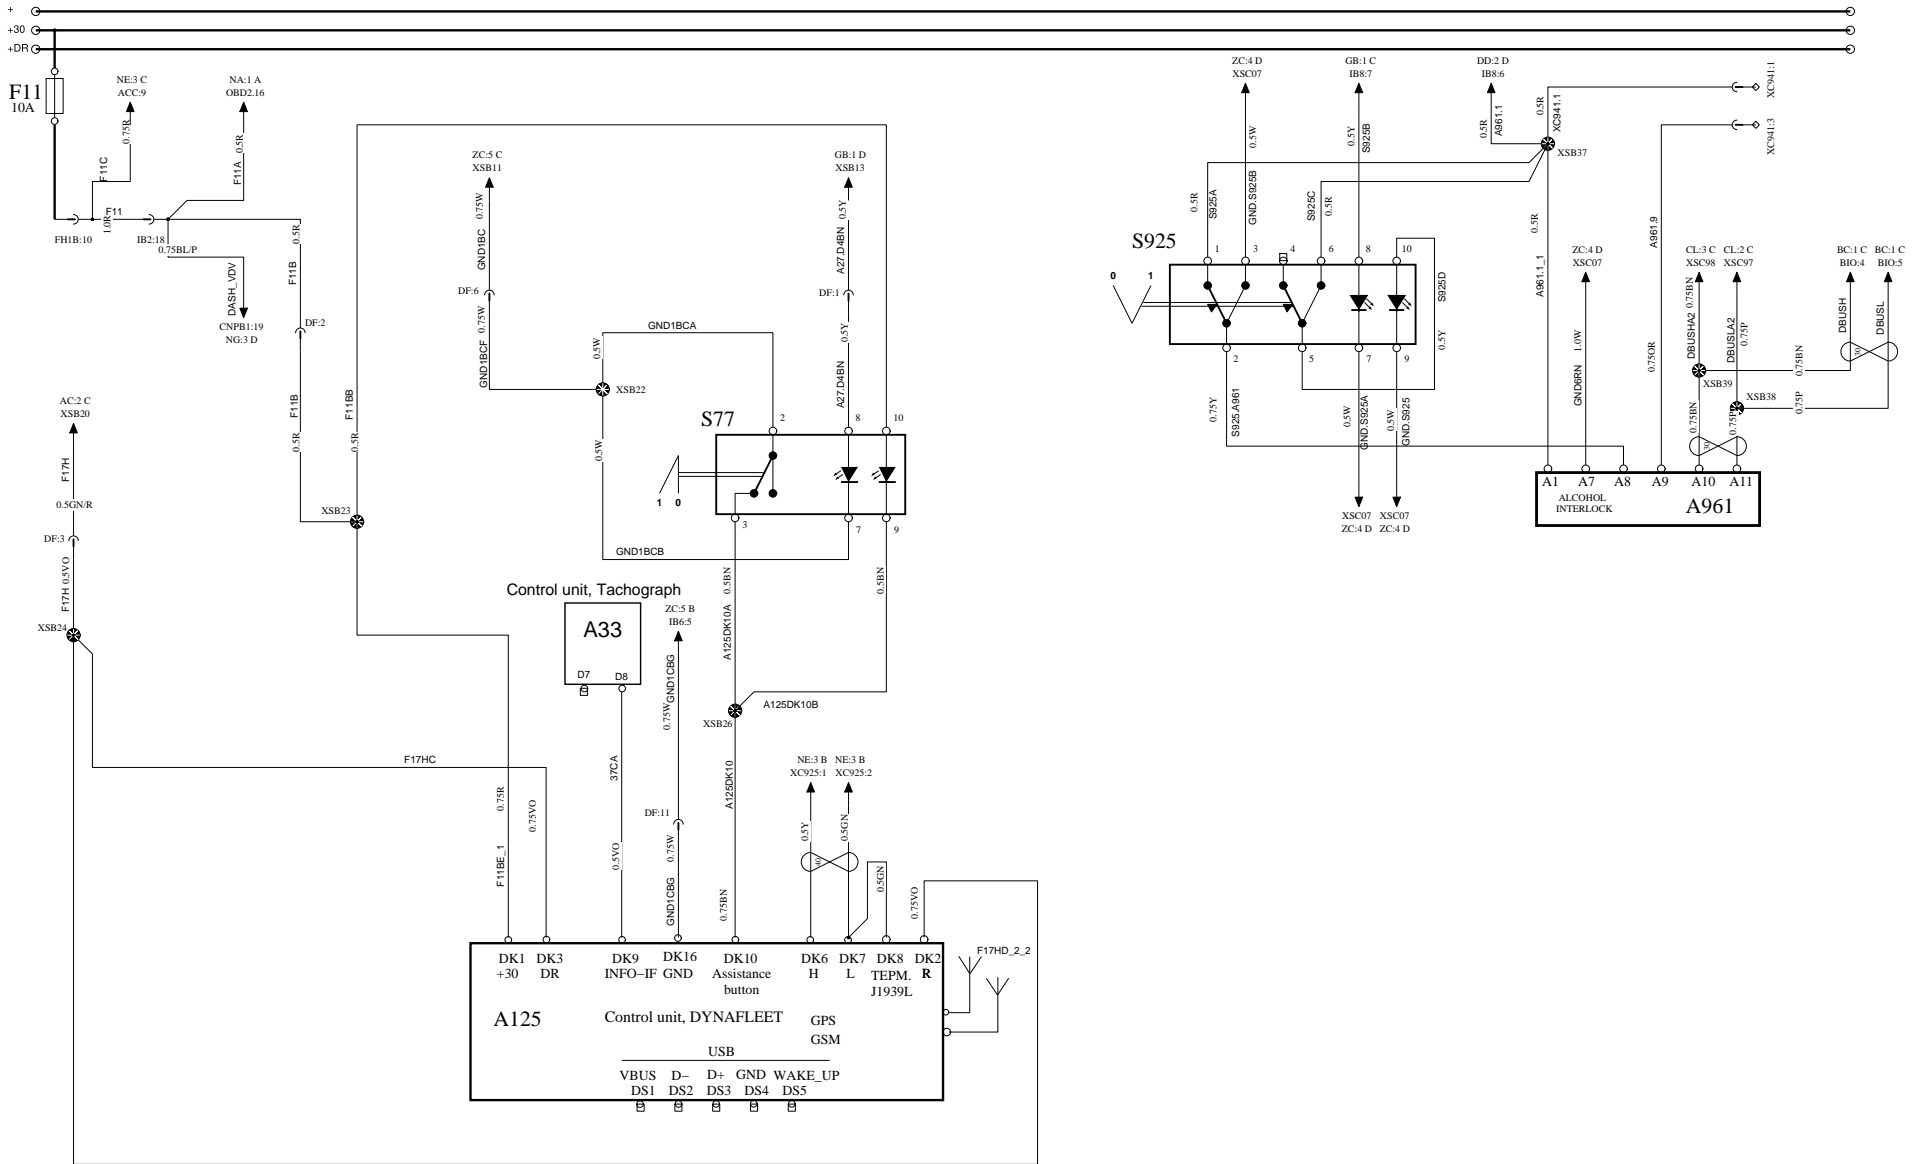 +
+30
+DR
F11
10A
NE:3 C
ACC:9
0.75R
F11C
NA:1 A
OBD2.16
0.5R
F11A
F11
1.0R
FH1B:10
IB2:18
0.75BL/P
DASH_VDV
CNPB1:19
NG:3 D
0.5R
F11B
DF:2
F11B
0.5R
XSB23
F11BB
0.5R
AC:2 C
XSB20
F17H
0.5GN/R
DF:3
F17H 0.5VO
XSB24
F17HC
ZC:5 C
XSB11
0.75W
GND1BC
DF:6
0.75W
GND1BCF
GND1BCA
0.5W
XSB22
0.5W
GND1BCB
GB:1 D
XSB13
0.5Y
A27.D4BN
DF:1
0.5Y
A27.D4BN
S77
2
8
10
1 0
3
7
9
0.5BN
A125DK10A
0.5BN
XSB26
A125DK10B
A125DK10
0.75BN
Control unit, Tachograph
A33
D7
D8
37CA
0.5VO
ZC:5 B
IB6:5
GND1CBG
0.75W
DF:11
0.75W
GND1CBG
0.75R
F11BE_1
0.75VO
NE:3 B
XC925:1
NE:3 B
XC925:2
0.5Y
0.5GN
40
0.5GN
0.75VO
F17HD_2_2
DK1
+30
DK3
DR
DK9
INFO-IF
DK16
GND
DK10
Assistance
button
DK6
H
DK7
L
DK8
TEPM.
J1939L
DK2
R
A125
Control unit, DYNAFLEET
GPS
GSM
USB
VBUS D− D+ GND WAKE_UP
DS1 DS2 DS3 DS4 DS5
ZC:4 D
XSC07
0.5W
GND.S925B
GB:1 C
IB8:7
S925B
0.5Y
DD:2 D
IB8:6
A961.1
0.5R
XC941.1
0.5R
XC941:1
XC941:3
XSB37
S925A
0.5R
S925C
0.5R
S925
1
3
4
6
8
10
0 1
2
5
7
9
S925D
0.5Y
0.75Y
S925.A961
0.5W
GND.S925A
0.5W
GND.S925
XSC07
ZC:4 D
XSC07
ZC:4 D
0.5R
A961.1_1
ZC:4 D
XSC07
1.0W
GND6RN
A961.9
0.75OR
CL:3 C
XSC98
0.75BN
DBUSHA2
CL:2 C
XSC97
DBUSLA2
0.75P
BC:1 C
BIO:4
BC:1 C
BIO:5
DBUSH
DBUSL
30
0.75BN
XSB39
XSB38
0.75P
0.75BN
0.75P
30
A1
A7
A8
A9
A10
A11
ALCOHOL
INTERLOCK
A961